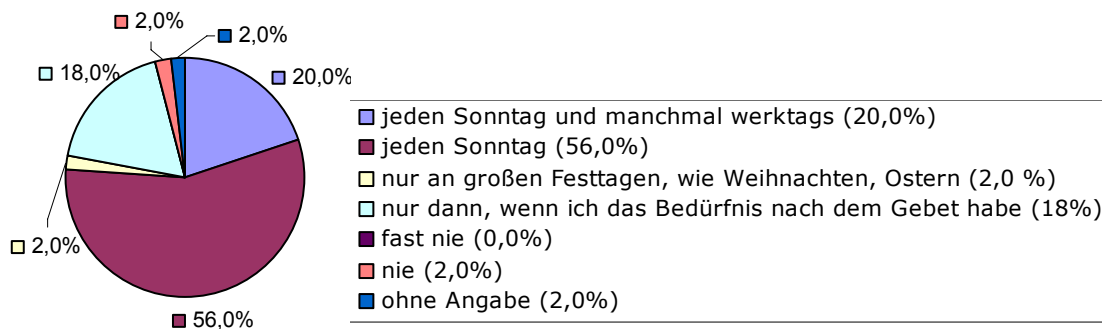 2,0%
2,0%
18,0%
20,0%
2,0%
56,0%
jeden Sonntag und manchmal werktags (20,0%)
jeden Sonntag (56,0%)
nur an großen Festtagen, wie Weihnachten, Ostern (2,0 %)
nur dann, wenn ich das Bedürfnis nach dem Gebet habe (18%)
fast nie (0,0%)
nie (2,0%)
ohne Angabe (2,0%)